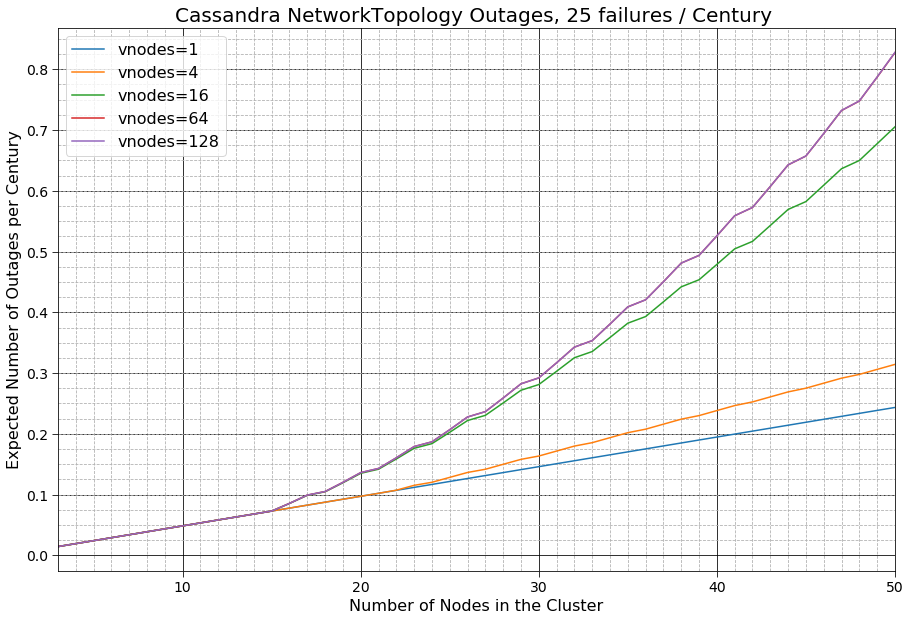 Cassandra NetworkTopology Outages, 25 failures / Century
vnodes=1
vnodes=4
vnodes=16
vnodes=64
vnodes=128
Expected Number of Outages per Century
0.8
0.7
0.6
0.5
0.4
0.3
0.2
0.1
0.0
10
20
30
40
50
Number of Nodes in the Cluster